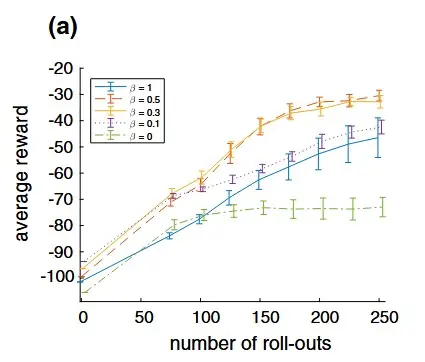 (a)
-20
-30
-40
-50
-60
-70
-80
-90
-100
average reward
β = 1
β = 0.5
β = 0.3
β = 0.1
β = 0
0 50 100 150 200 250
number of roll-outs